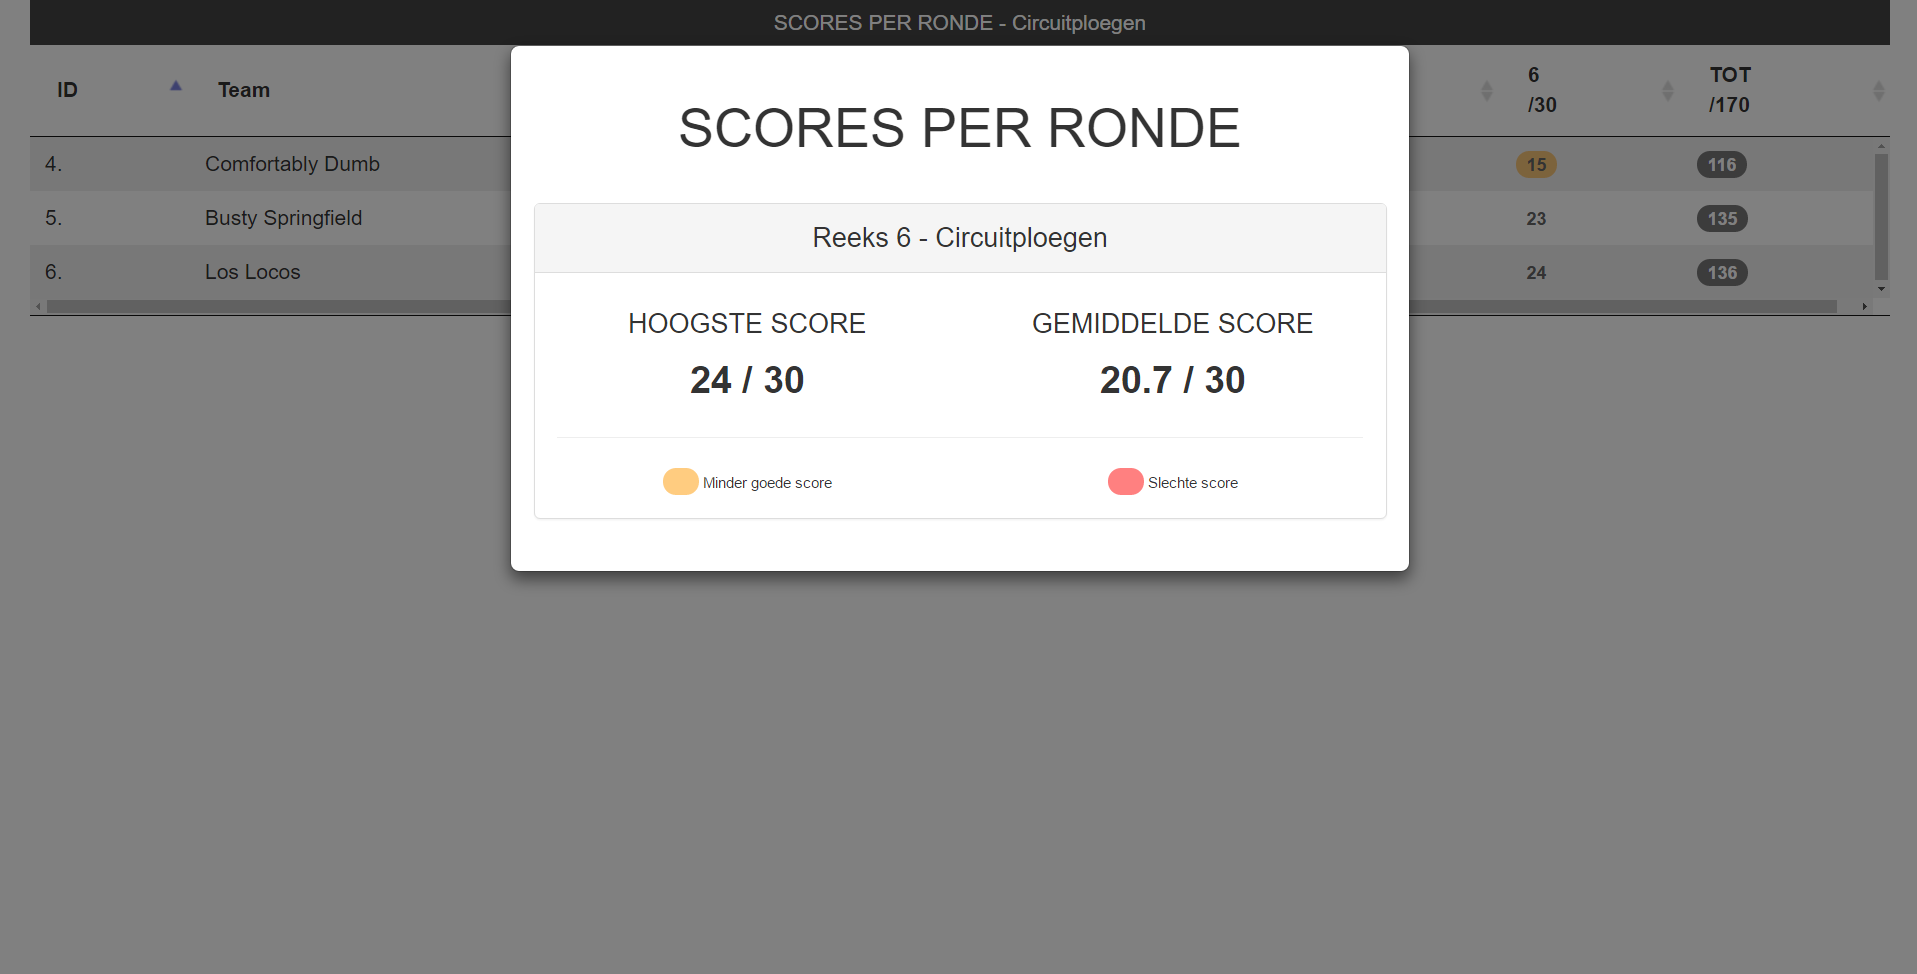 SCORES PER RONDE - Circuitploegen
ID Team 6 /30 TOT /170
4. Comfortably Dumb 15 116
5. Busty Springfield 23 135
6. Los Locos 24 136
SCORES PER RONDE
Reeks 6 - Circuitploegen
HOOGSTE SCORE GEMIDDELDE SCORE
24 / 30 20.7 / 30
Minder goede score Slechte score